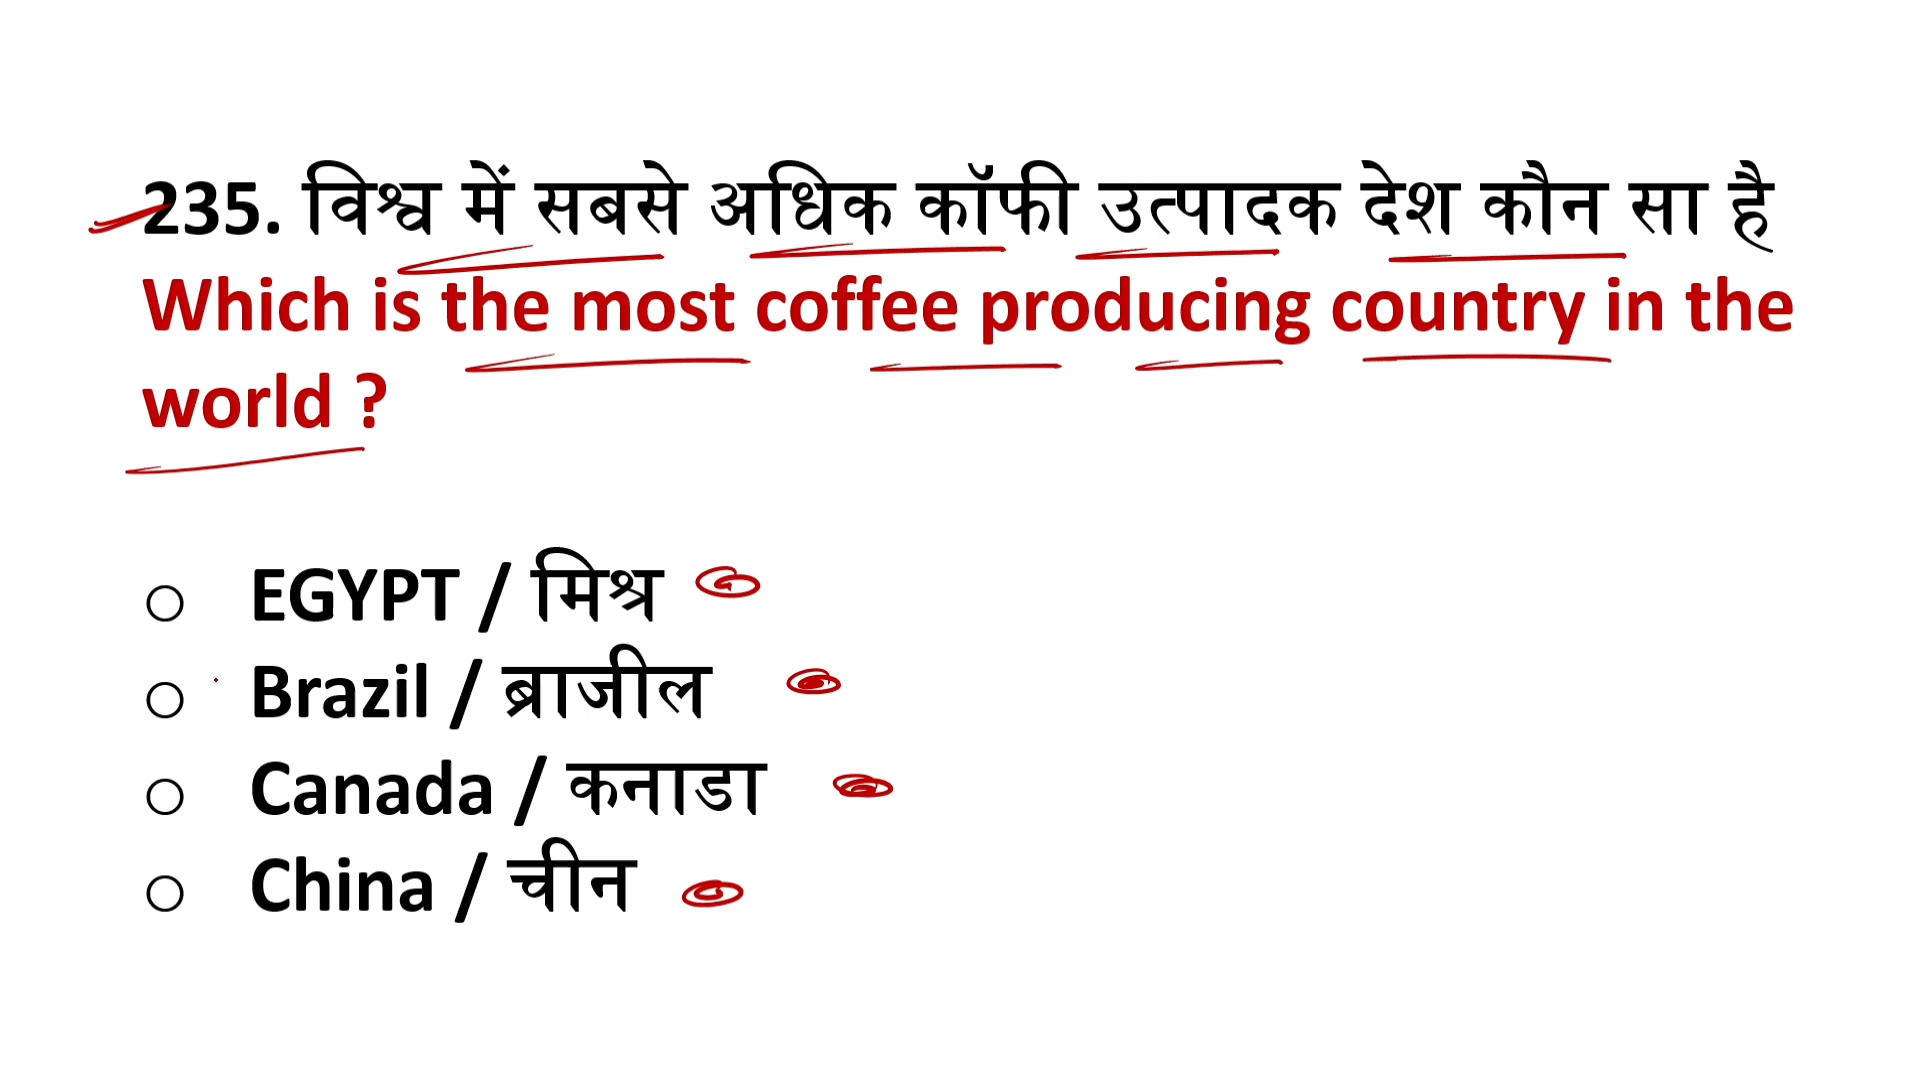 235. विश्व में सबसे अधिक कॉफी उत्पादक देश कौन सा है
Which is the most coffee producing country in the
world ?
○ EGYPT / मिश्र
○ Brazil / ब्राजील
○ Canada / कनाडा
○ China / चीन